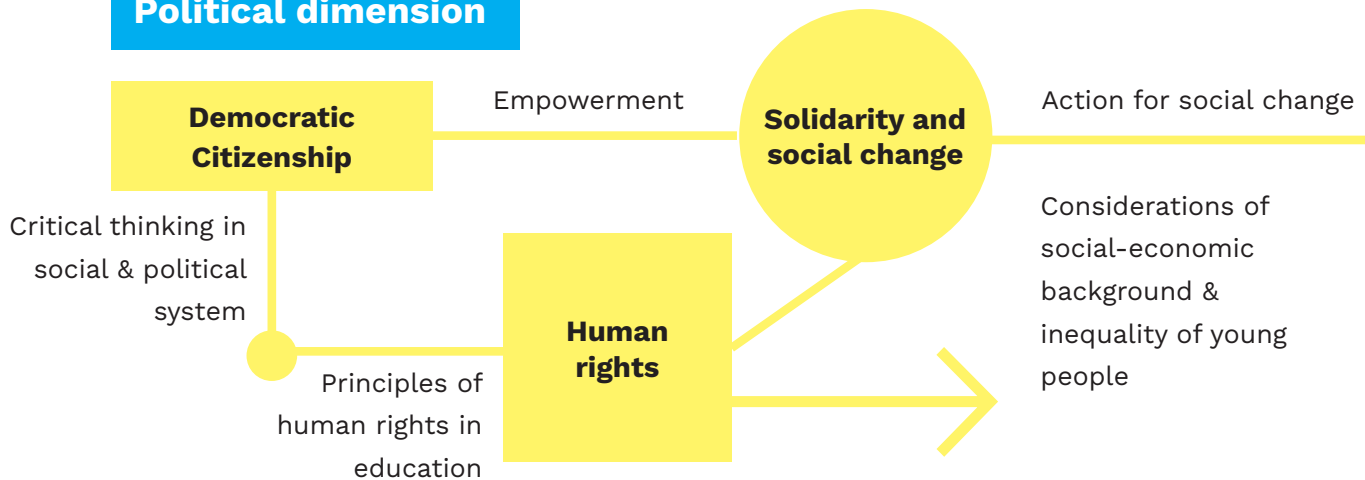 Political dimension
Democratic
Citizenship
Empowerment
Solidarity and
social change
Action for social change
Critical thinking in
social & political
system
Considerations of
social-economic
background &
inequality of young
people
Human
rights
Principles of
human rights in
education